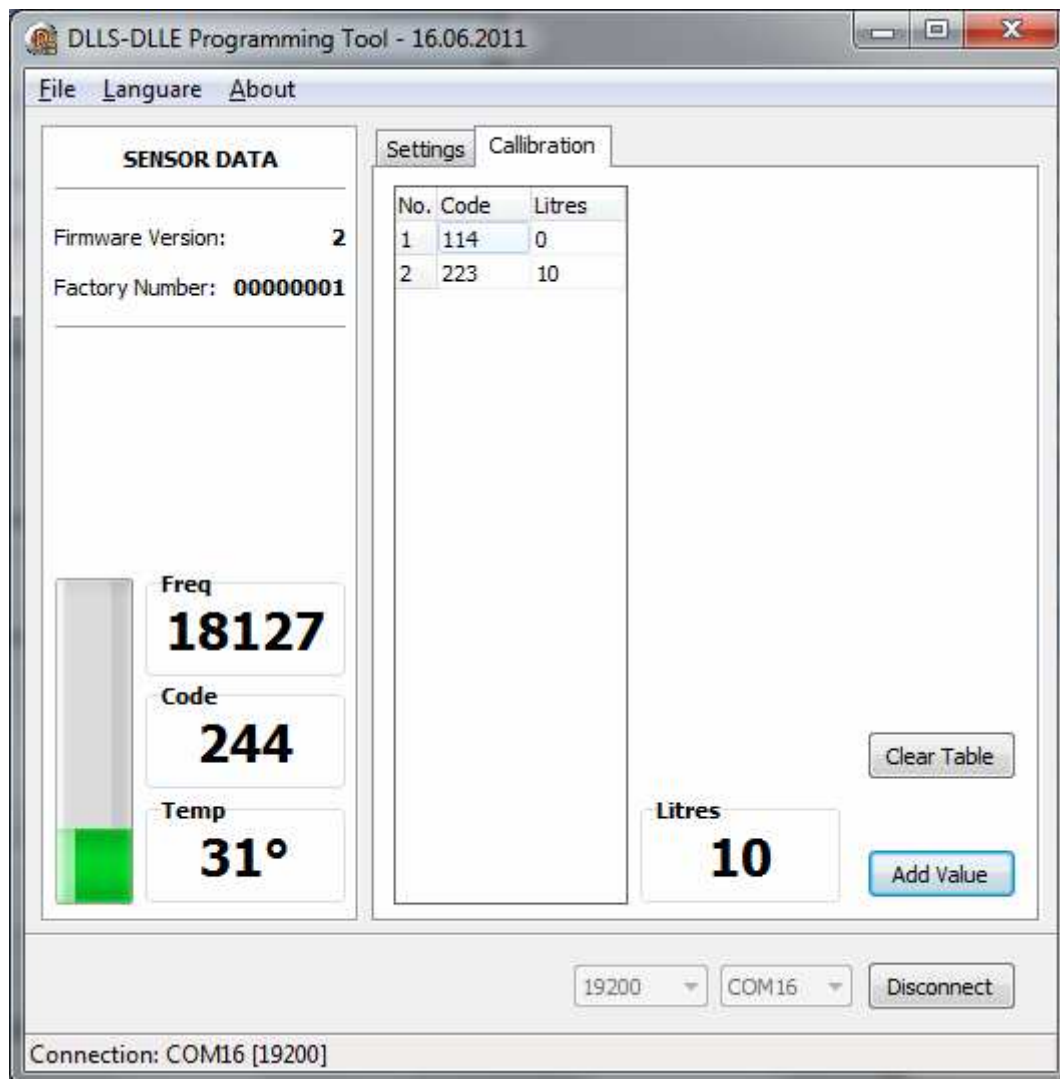 DLLS-DLLE Programming Tool - 16.06.2011
File Languare About
SENSOR DATA
Firmware Version: 2
Factory Number: 00000001
Freq
18127
Code
244
Temp
31°
Settings Callibration
No. Code Litres
1 114 0
2 223 10
Clear Table
Litres
10
Add Value
19200 COM16 Disconnect
Connection: COM16 [19200]